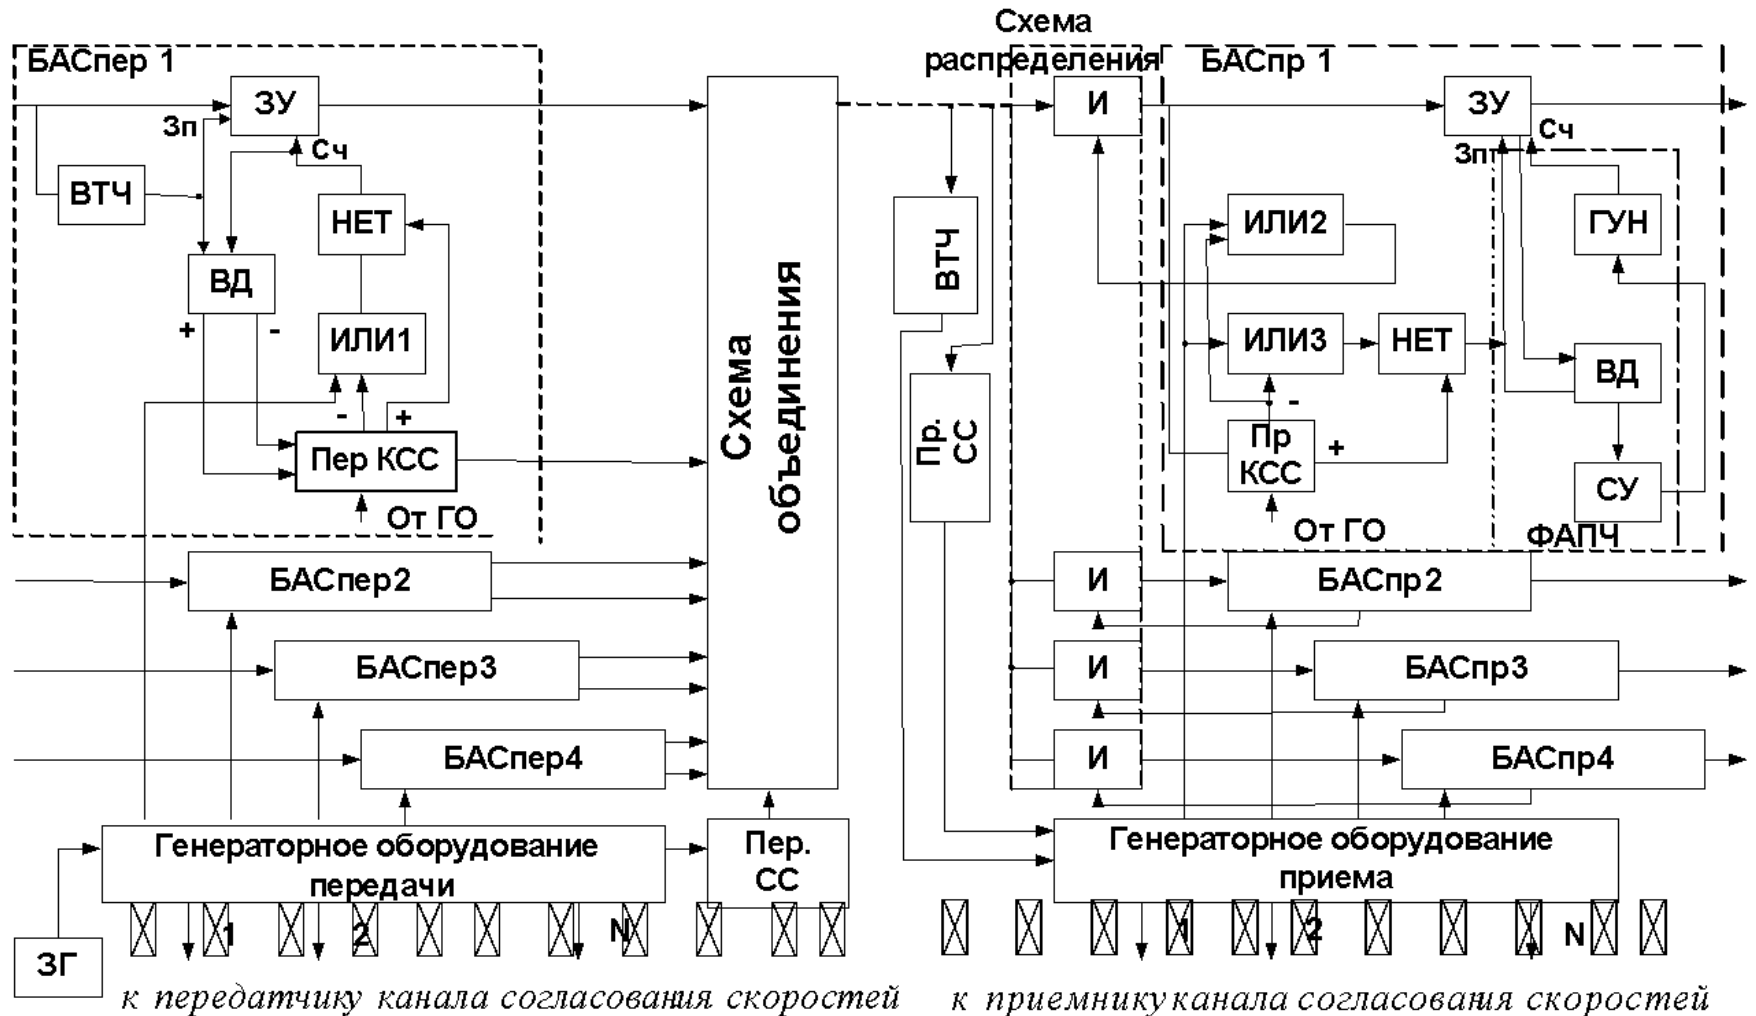 Схема
распределения
БАСпер 1
ЗУ
Зп
Сч
ВТЧ
НЕТ
ВД
+
-
ИЛИ1
-
+
Пер КСС
От ГО
БАСпер2
БАСпер3
БАСпер4
Схема
объединения
Генераторное оборудование
передачи
Пер.
СС
ЗГ
1
2
N
к передатчику канала согласования скоростей
ВТЧ
Пр.
СС
И
И
И
И
БАСпр 1
ЗУ
Сч
Зп
ИЛИ2
ГУН
ИЛИ3
НЕТ
ВД
-
Пр
КСС
+
СУ
От ГО
ФАПЧ
БАСпр2
БАСпр3
БАСпр4
Генераторное оборудование
приема
1
2
N
к приемнику канала согласования скоростей